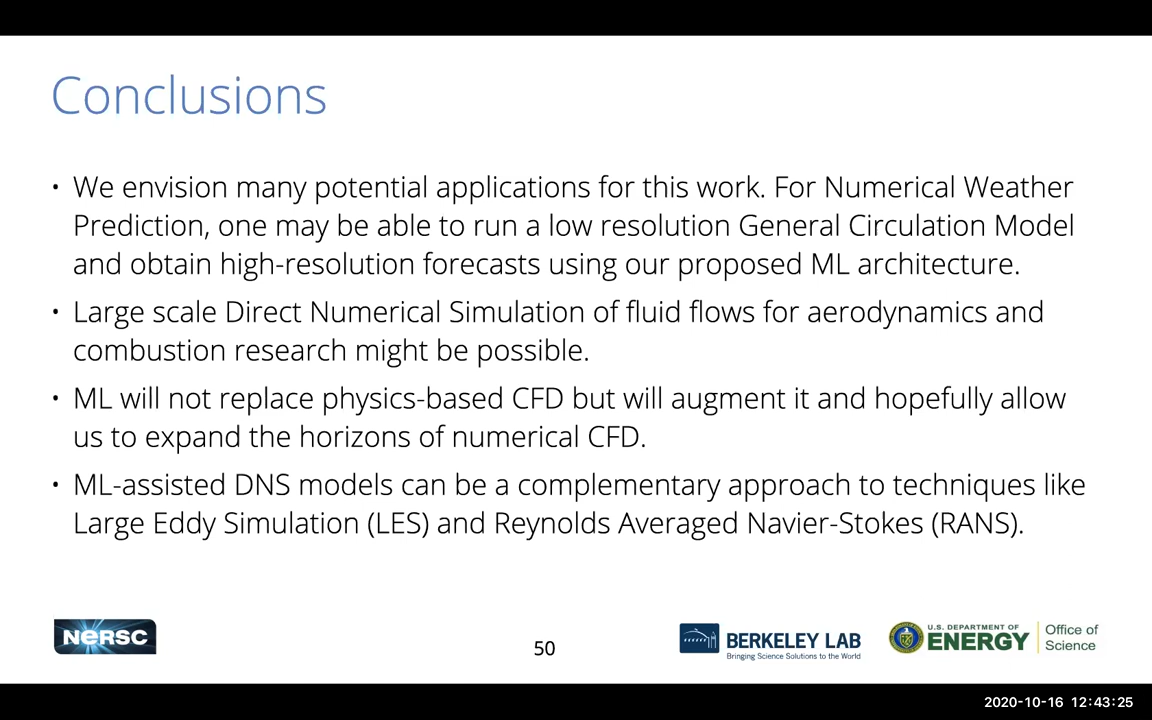 Conclusions
• We envision many potential applications for this work. For Numerical Weather
Prediction, one may be able to run a low resolution General Circulation Model
and obtain high-resolution forecasts using our proposed ML architecture.
• Large scale Direct Numerical Simulation of fluid flows for aerodynamics and
combustion research might be possible.
• ML will not replace physics-based CFD but will augment it and hopefully allow
us to expand the horizons of numerical CFD.
• ML-assisted DNS models can be a complementary approach to techniques like
Large Eddy Simulation (LES) and Reynolds Averaged Navier-Stokes (RANS).
NERSC
50
BERKELEY LAB
Bringing Science Solutions to the World
U.S. DEPARTMENT OF
ENERGY
Office of
Science
2020-10-16 12:43:25